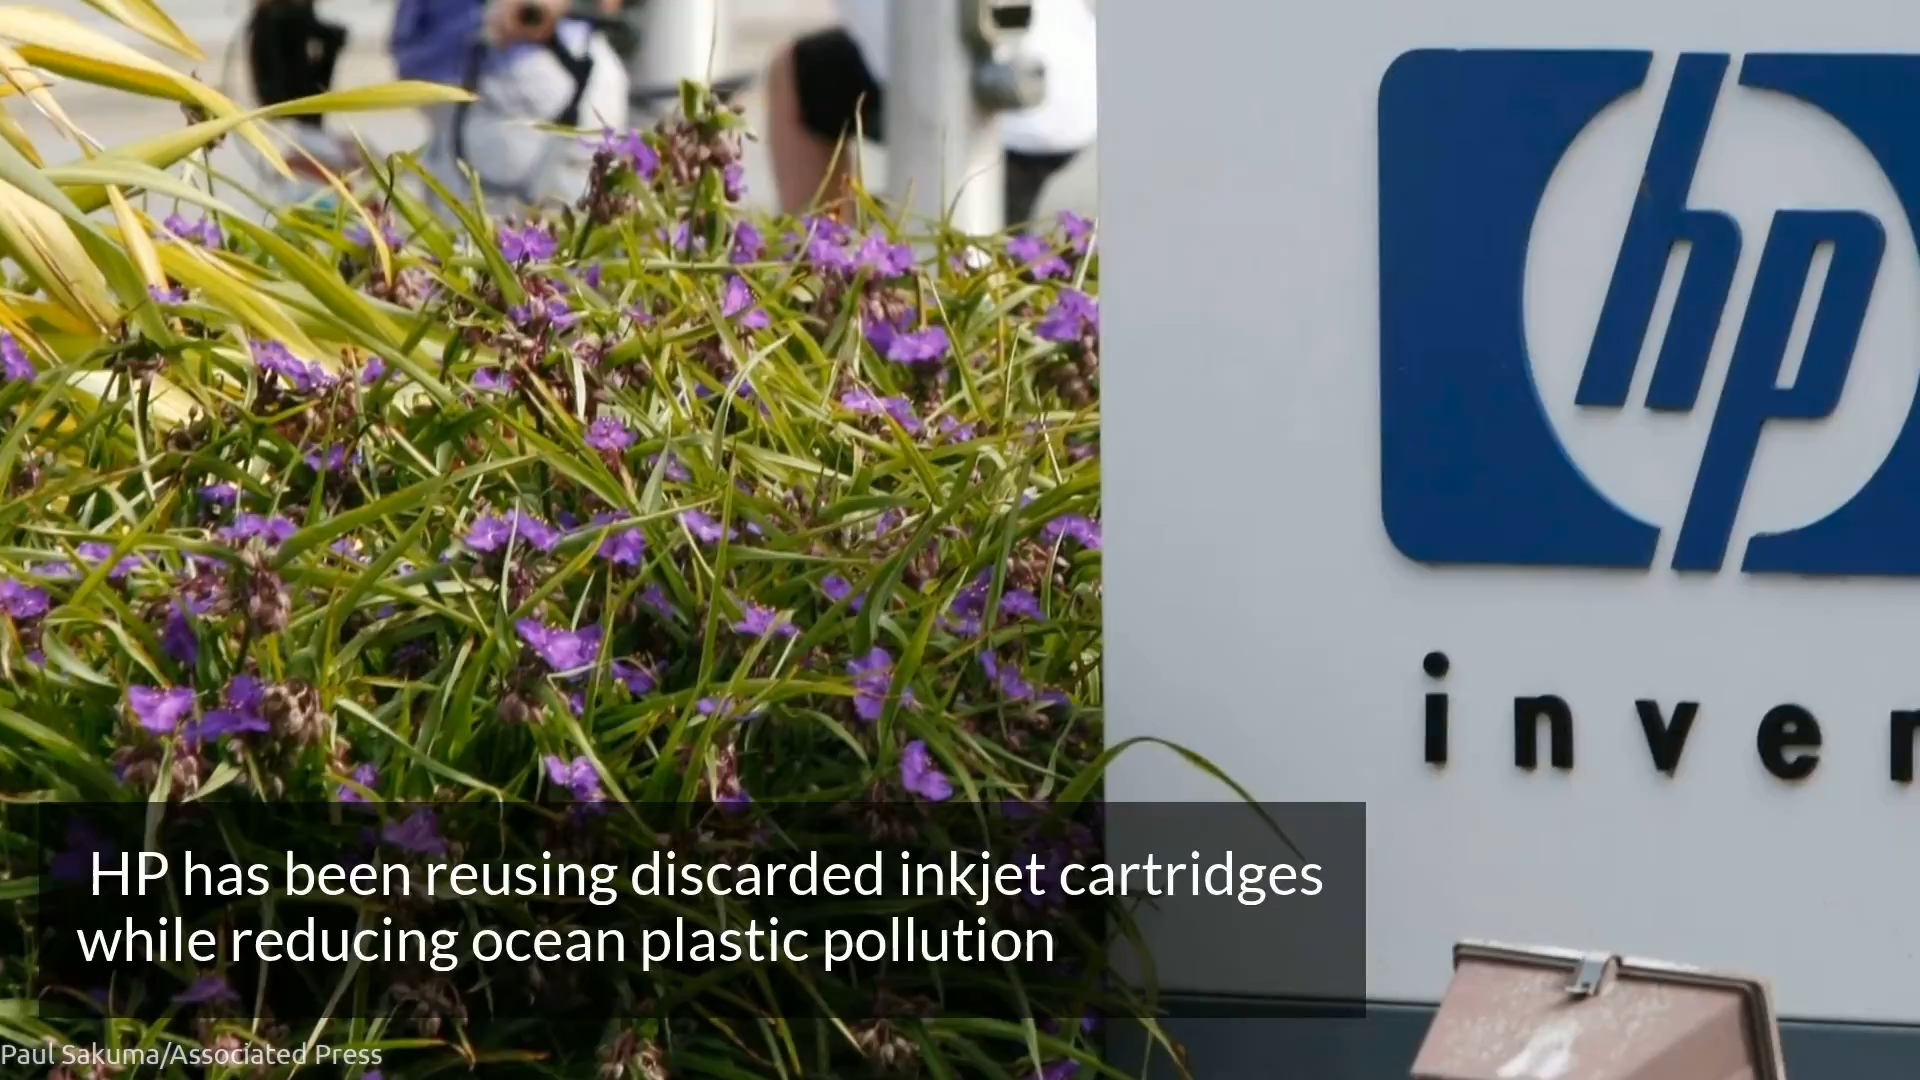 hp
inven
HP has been reusing discarded inkjet cartridges
while reducing ocean plastic pollution
Paul Sakuma/Associated Press